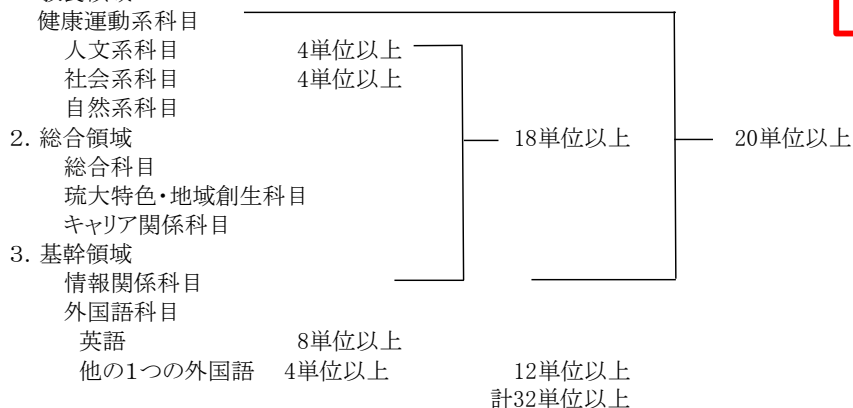 健康運動系科目
人文系科目 4単位以上
社会系科目 4単位以上
自然系科目
2. 総合領域 18単位以上 20単位以上
総合科目
琉大特色・地域創生科目
キャリア関係科目
3. 基幹領域
情報関係科目
外国語科目
英語 8単位以上
他の1つの外国語 4単位以上 12単位以上
計32単位以上